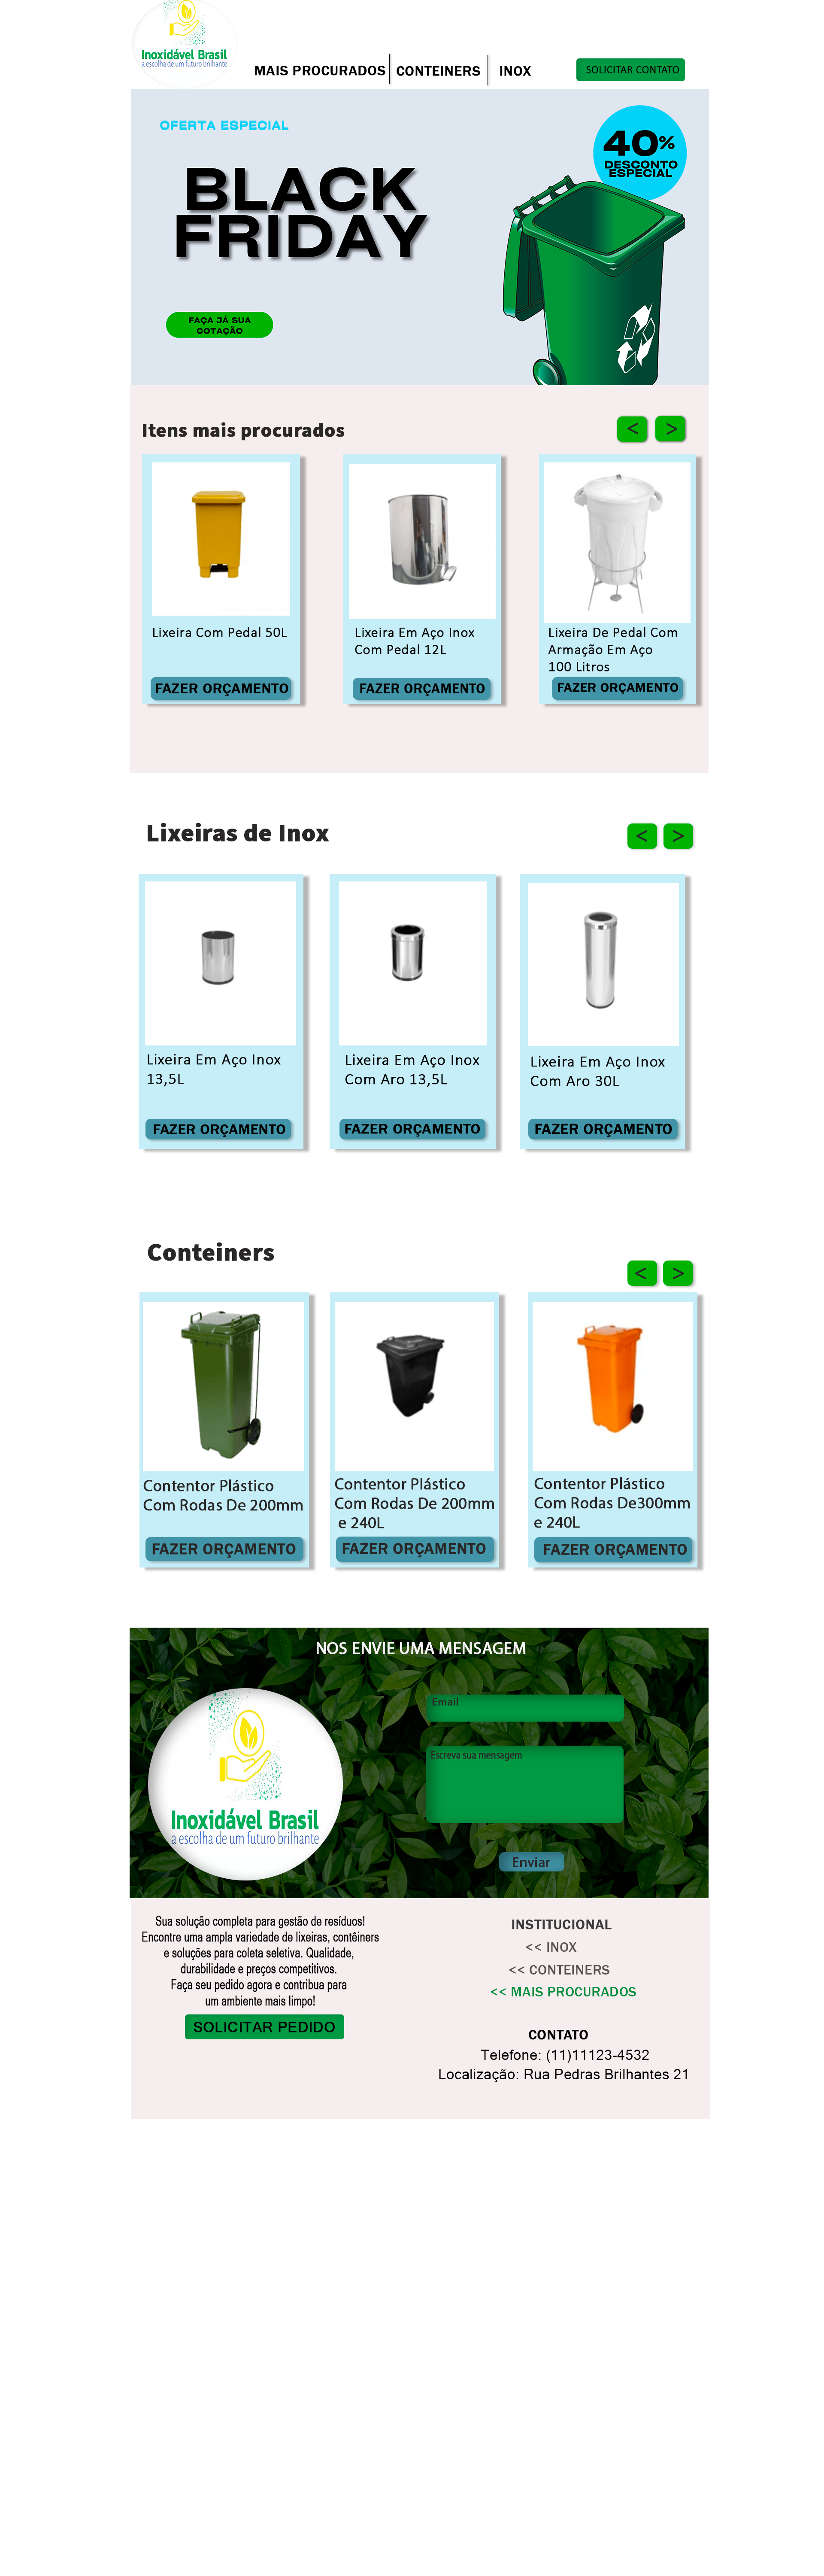 Inoxidável Brasil
a escolha de um futuro brilhante
MAIS PROCURADOS
CONTEINERS
INOX
SOLICITAR CONTATO
OFERTA ESPECIAL
40%
DESCONTO
ESPECIAL
BLACK
FRIDAY
FAÇA JÁ SUA
COTAÇÃO
Itens mais procurados
< >
Lixeira Com Pedal 50L
FAZER ORÇAMENTO
Lixeira Em Aço Inox
Com Pedal 12L
FAZER ORÇAMENTO
Lixeira De Pedal Com
Armação Em Aço
100 Litros
FAZER ORÇAMENTO
Lixeiras de Inox
< >
Lixeira Em Aço Inox
13,5L
FAZER ORÇAMENTO
Lixeira Em Aço Inox
Com Aro 13,5L
FAZER ORÇAMENTO
Lixeira Em Aço Inox
Com Aro 30L
FAZER ORÇAMENTO
Conteiners
< >
Contentor Plástico
Com Rodas De 200mm
FAZER ORÇAMENTO
Contentor Plástico
Com Rodas De 200mm
e 240L
FAZER ORÇAMENTO
Contentor Plástico
Com Rodas De300mm
e 240L
FAZER ORÇAMENTO
NOS ENVIE UMA MENSAGEM
Inoxidável Brasil
a escolha de um futuro brilhante
Email
Escreva sua mensagem
Enviar
Sua solução completa para gestão de resíduos!
Encontre uma ampla variedade de lixeiras, contêiners
e soluções para coleta seletiva. Qualidade,
durabilidade e preços competitivos.
Faça seu pedido agora e contribua para
um ambiente mais limpo!
SOLICITAR PEDIDO
INSTITUCIONAL
<< INOX
<< CONTEINERS
<< MAIS PROCURADOS
CONTATO
Telefone: (11)11123-4532
Localização: Rua Pedras Brilhantes 21